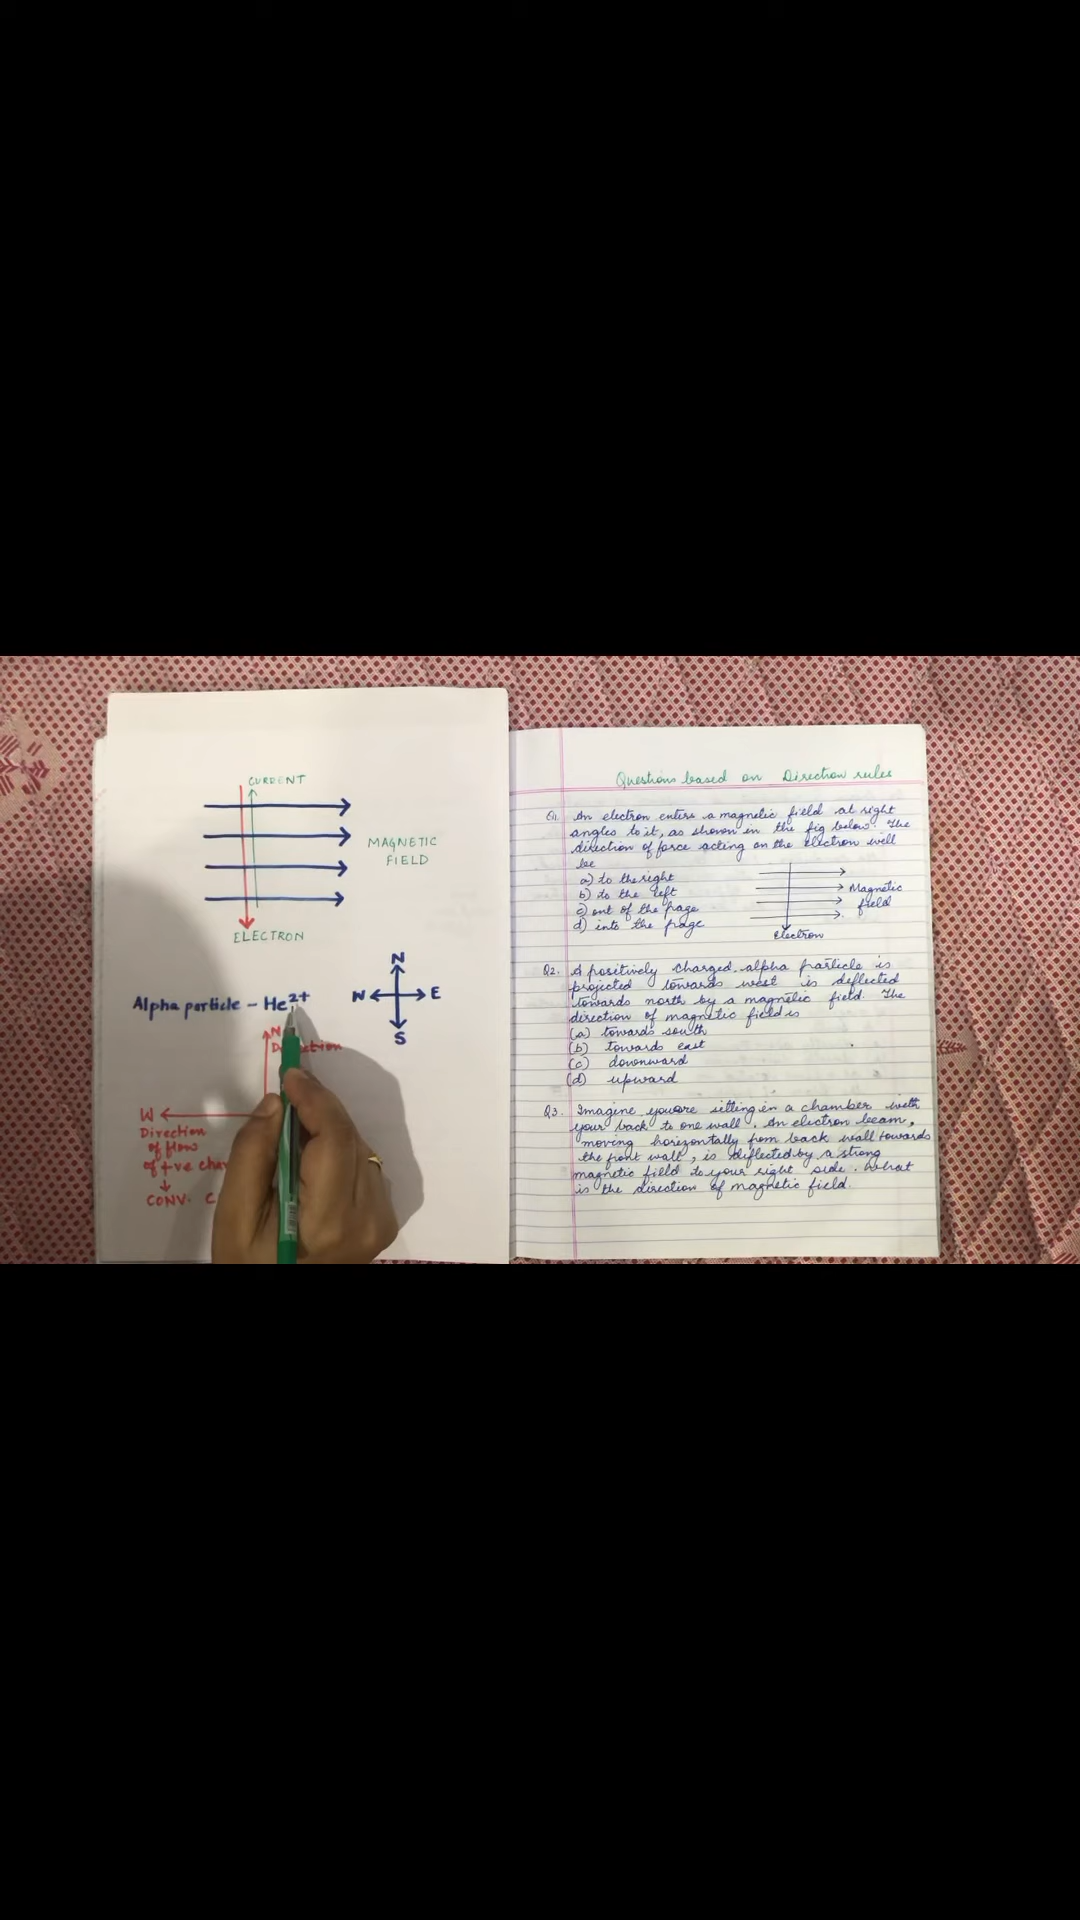 CURRENT
MAGNETIC
FIELD
ELECTRON
N
W E
S
Alpha particle - He2+
N
W
Direction
of flow
of +ve
CONV.
Questions based on Direction rules
Q1. An electron enters a magnetic field at right
angles to it, as shown in the fig below. The
direction of force acting on the electron will
be
a) to the right
b) to the left
c) out of the page
d) into the page
Magnetic
field
Electron
Q2. A positively charged alpha particle is
projected towards west is deflected
towards north by a magnetic field. The
direction of magnetic field is
(a) towards south
(b) towards east
(c) downward
(d) upward
Q3. Imagine you are sitting in a chamber with
your back to one wall. An electron beam,
moving horizontally from back wall towards
the front wall, is deflected by a strong
magnetic field to your right side. What
is the direction of magnetic field.